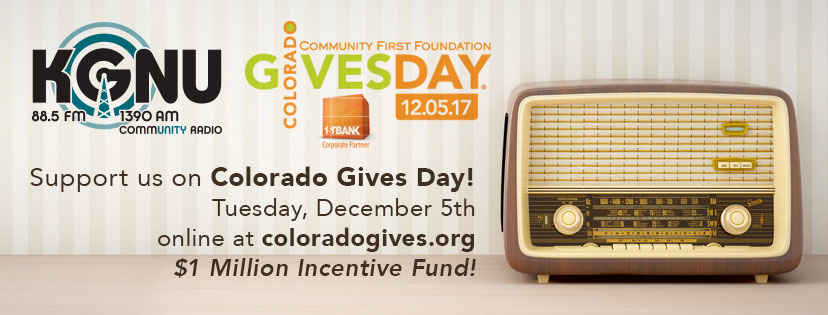 KGNU
88.5 FM 1390 AM
COMMUNITY RADIO
COLORADO
COMMUNITY FIRST FOUNDATION
GIVESDAY®
12.05.17
1STBANK
Corporate Partner
Support us on Colorado Gives Day!
Tuesday, December 5th
online at coloradogives.org
$1 Million Incentive Fund!